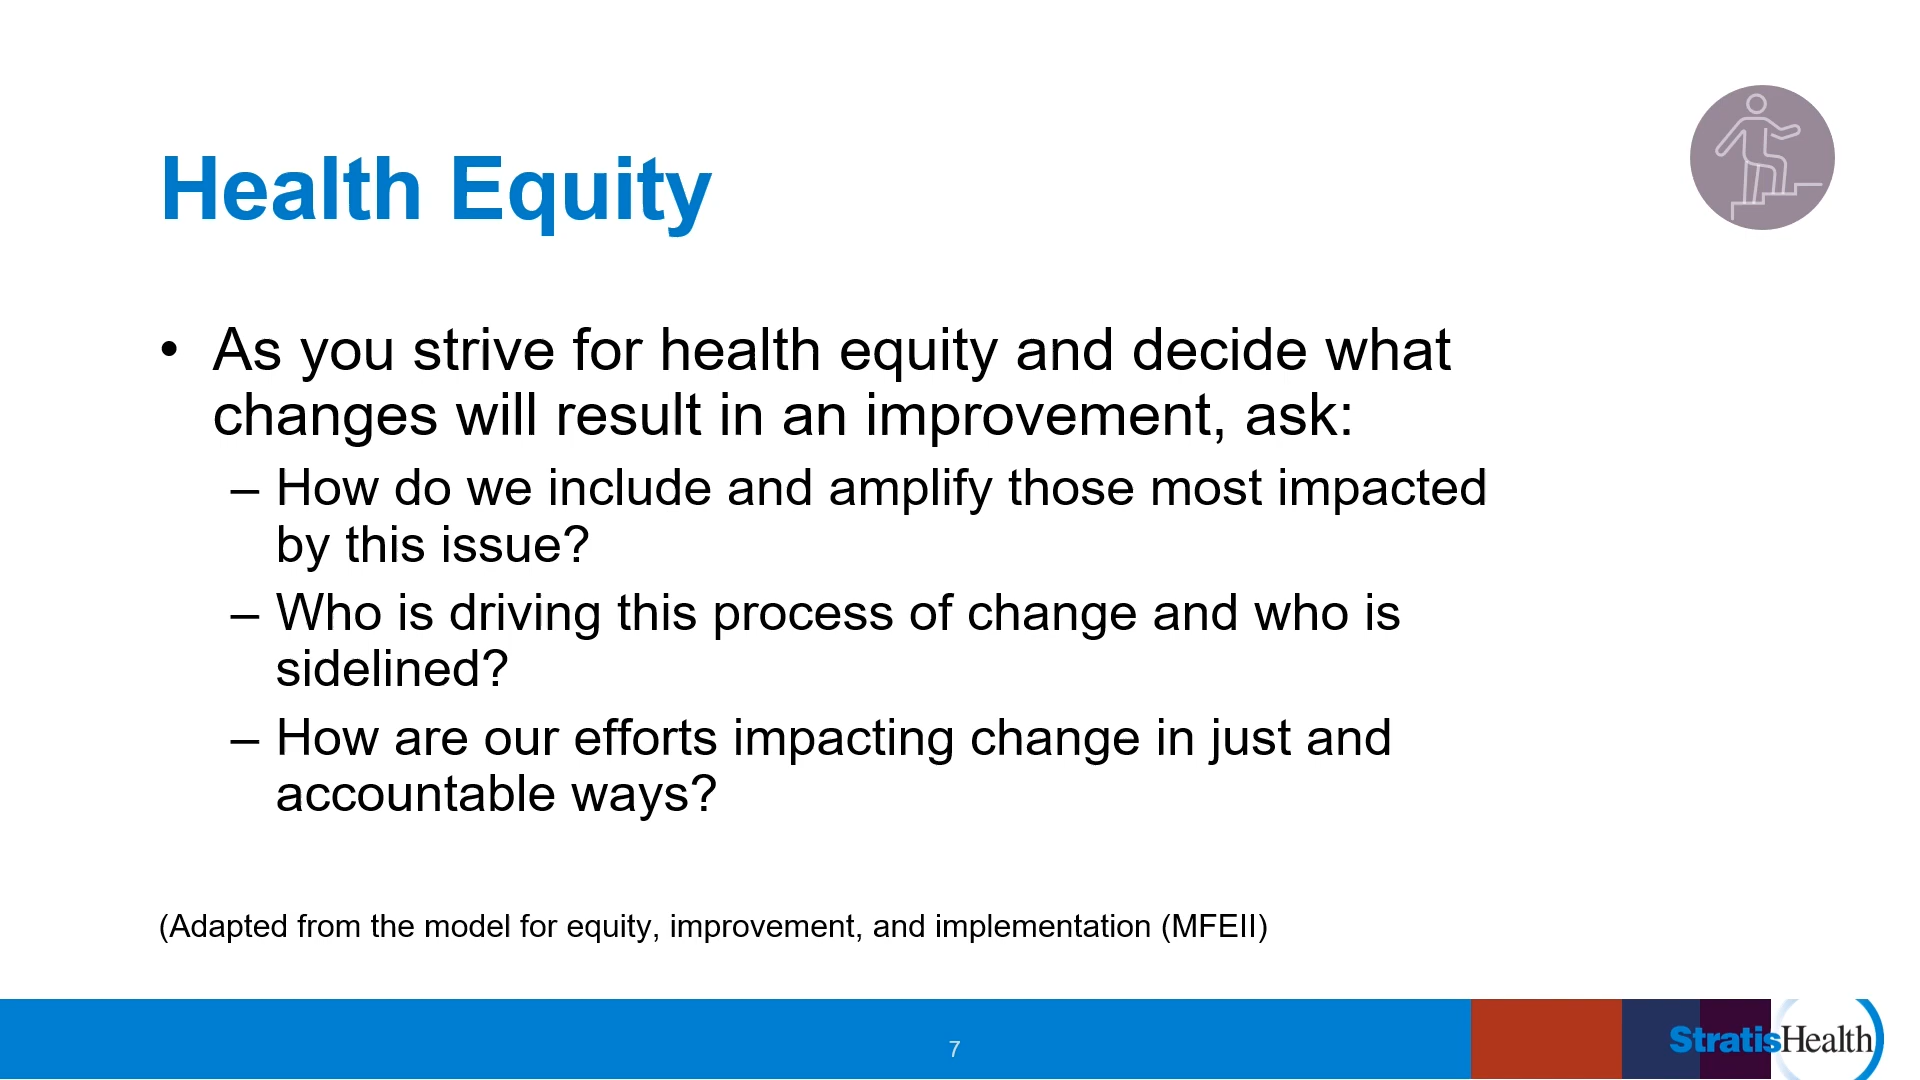 Health Equity
• As you strive for health equity and decide what
changes will result in an improvement, ask:
– How do we include and amplify those most impacted
by this issue?
– Who is driving this process of change and who is
sidelined?
– How are our efforts impacting change in just and
accountable ways?
(Adapted from the model for equity, improvement, and implementation (MFEII)
7
StratisHealth